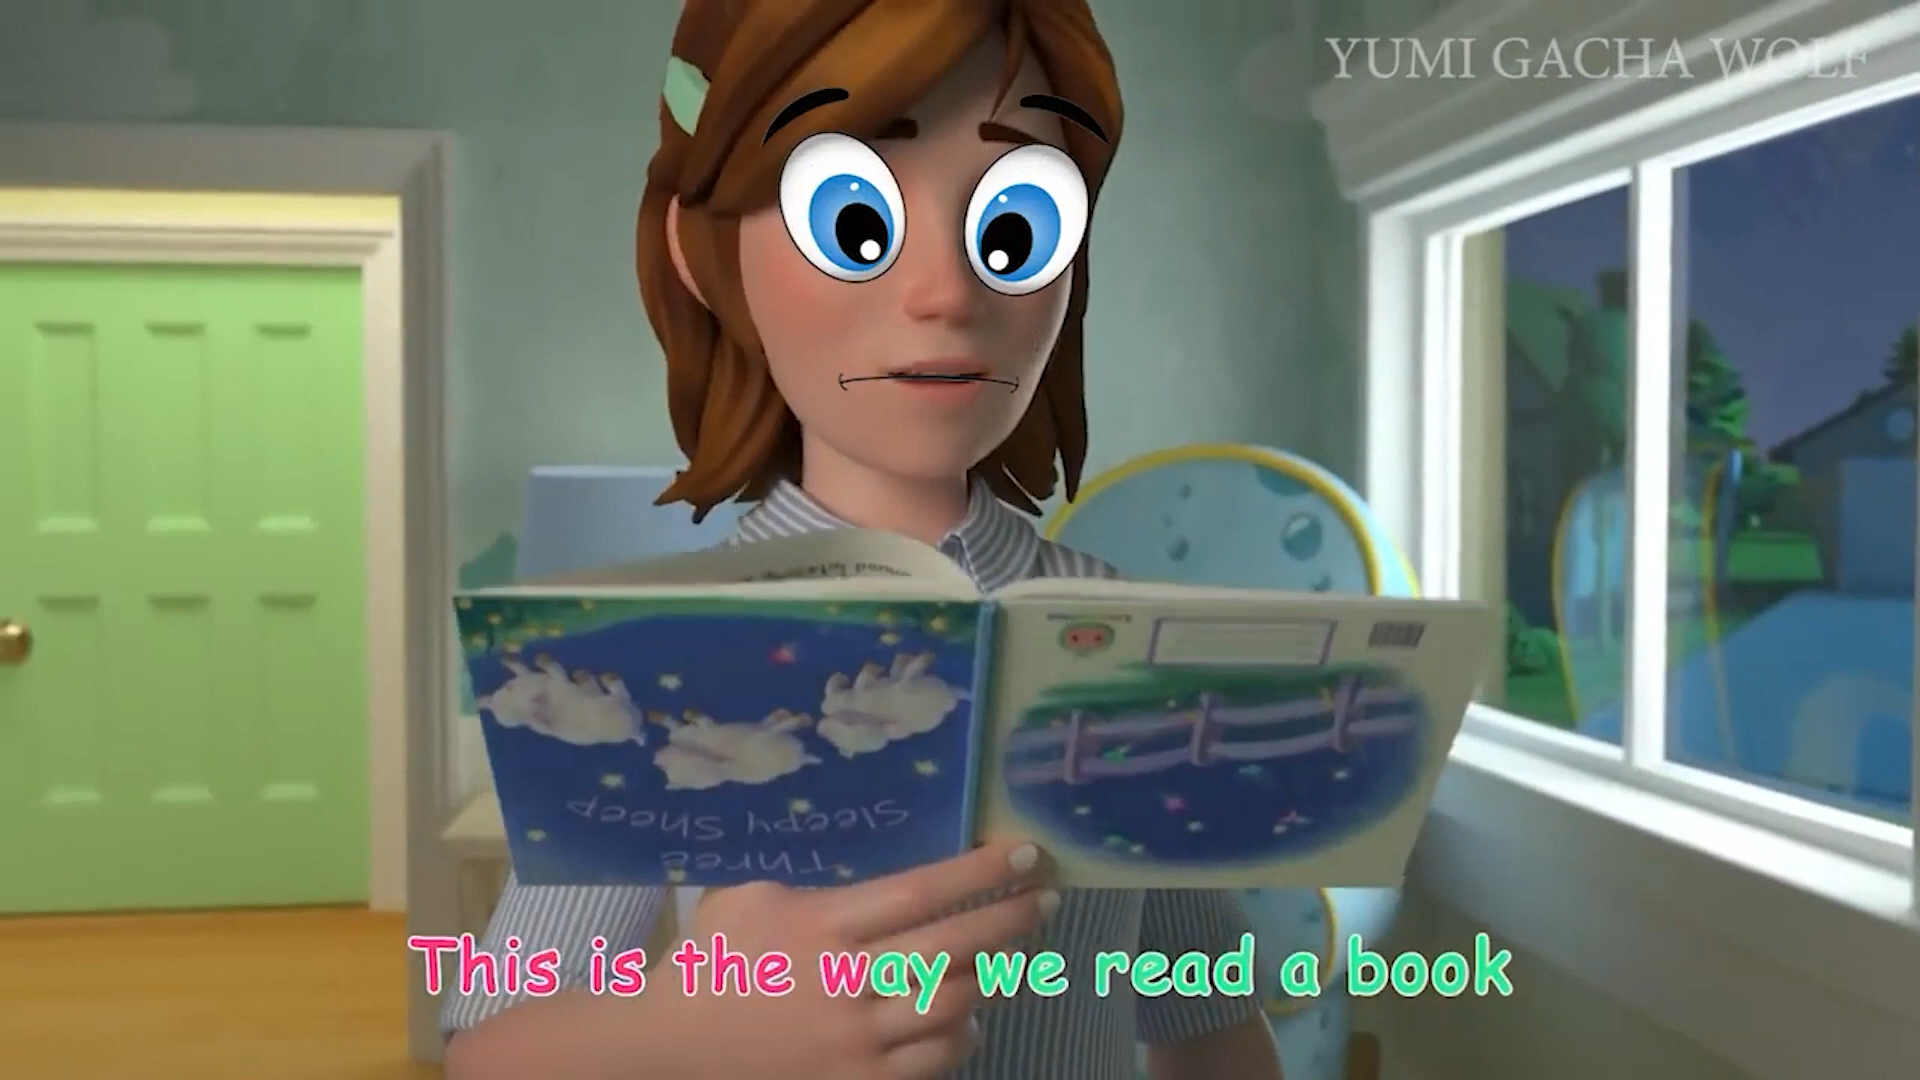 YUMI GACHA WOLF
Three
Sleepy Sheep
This is the way we read a book